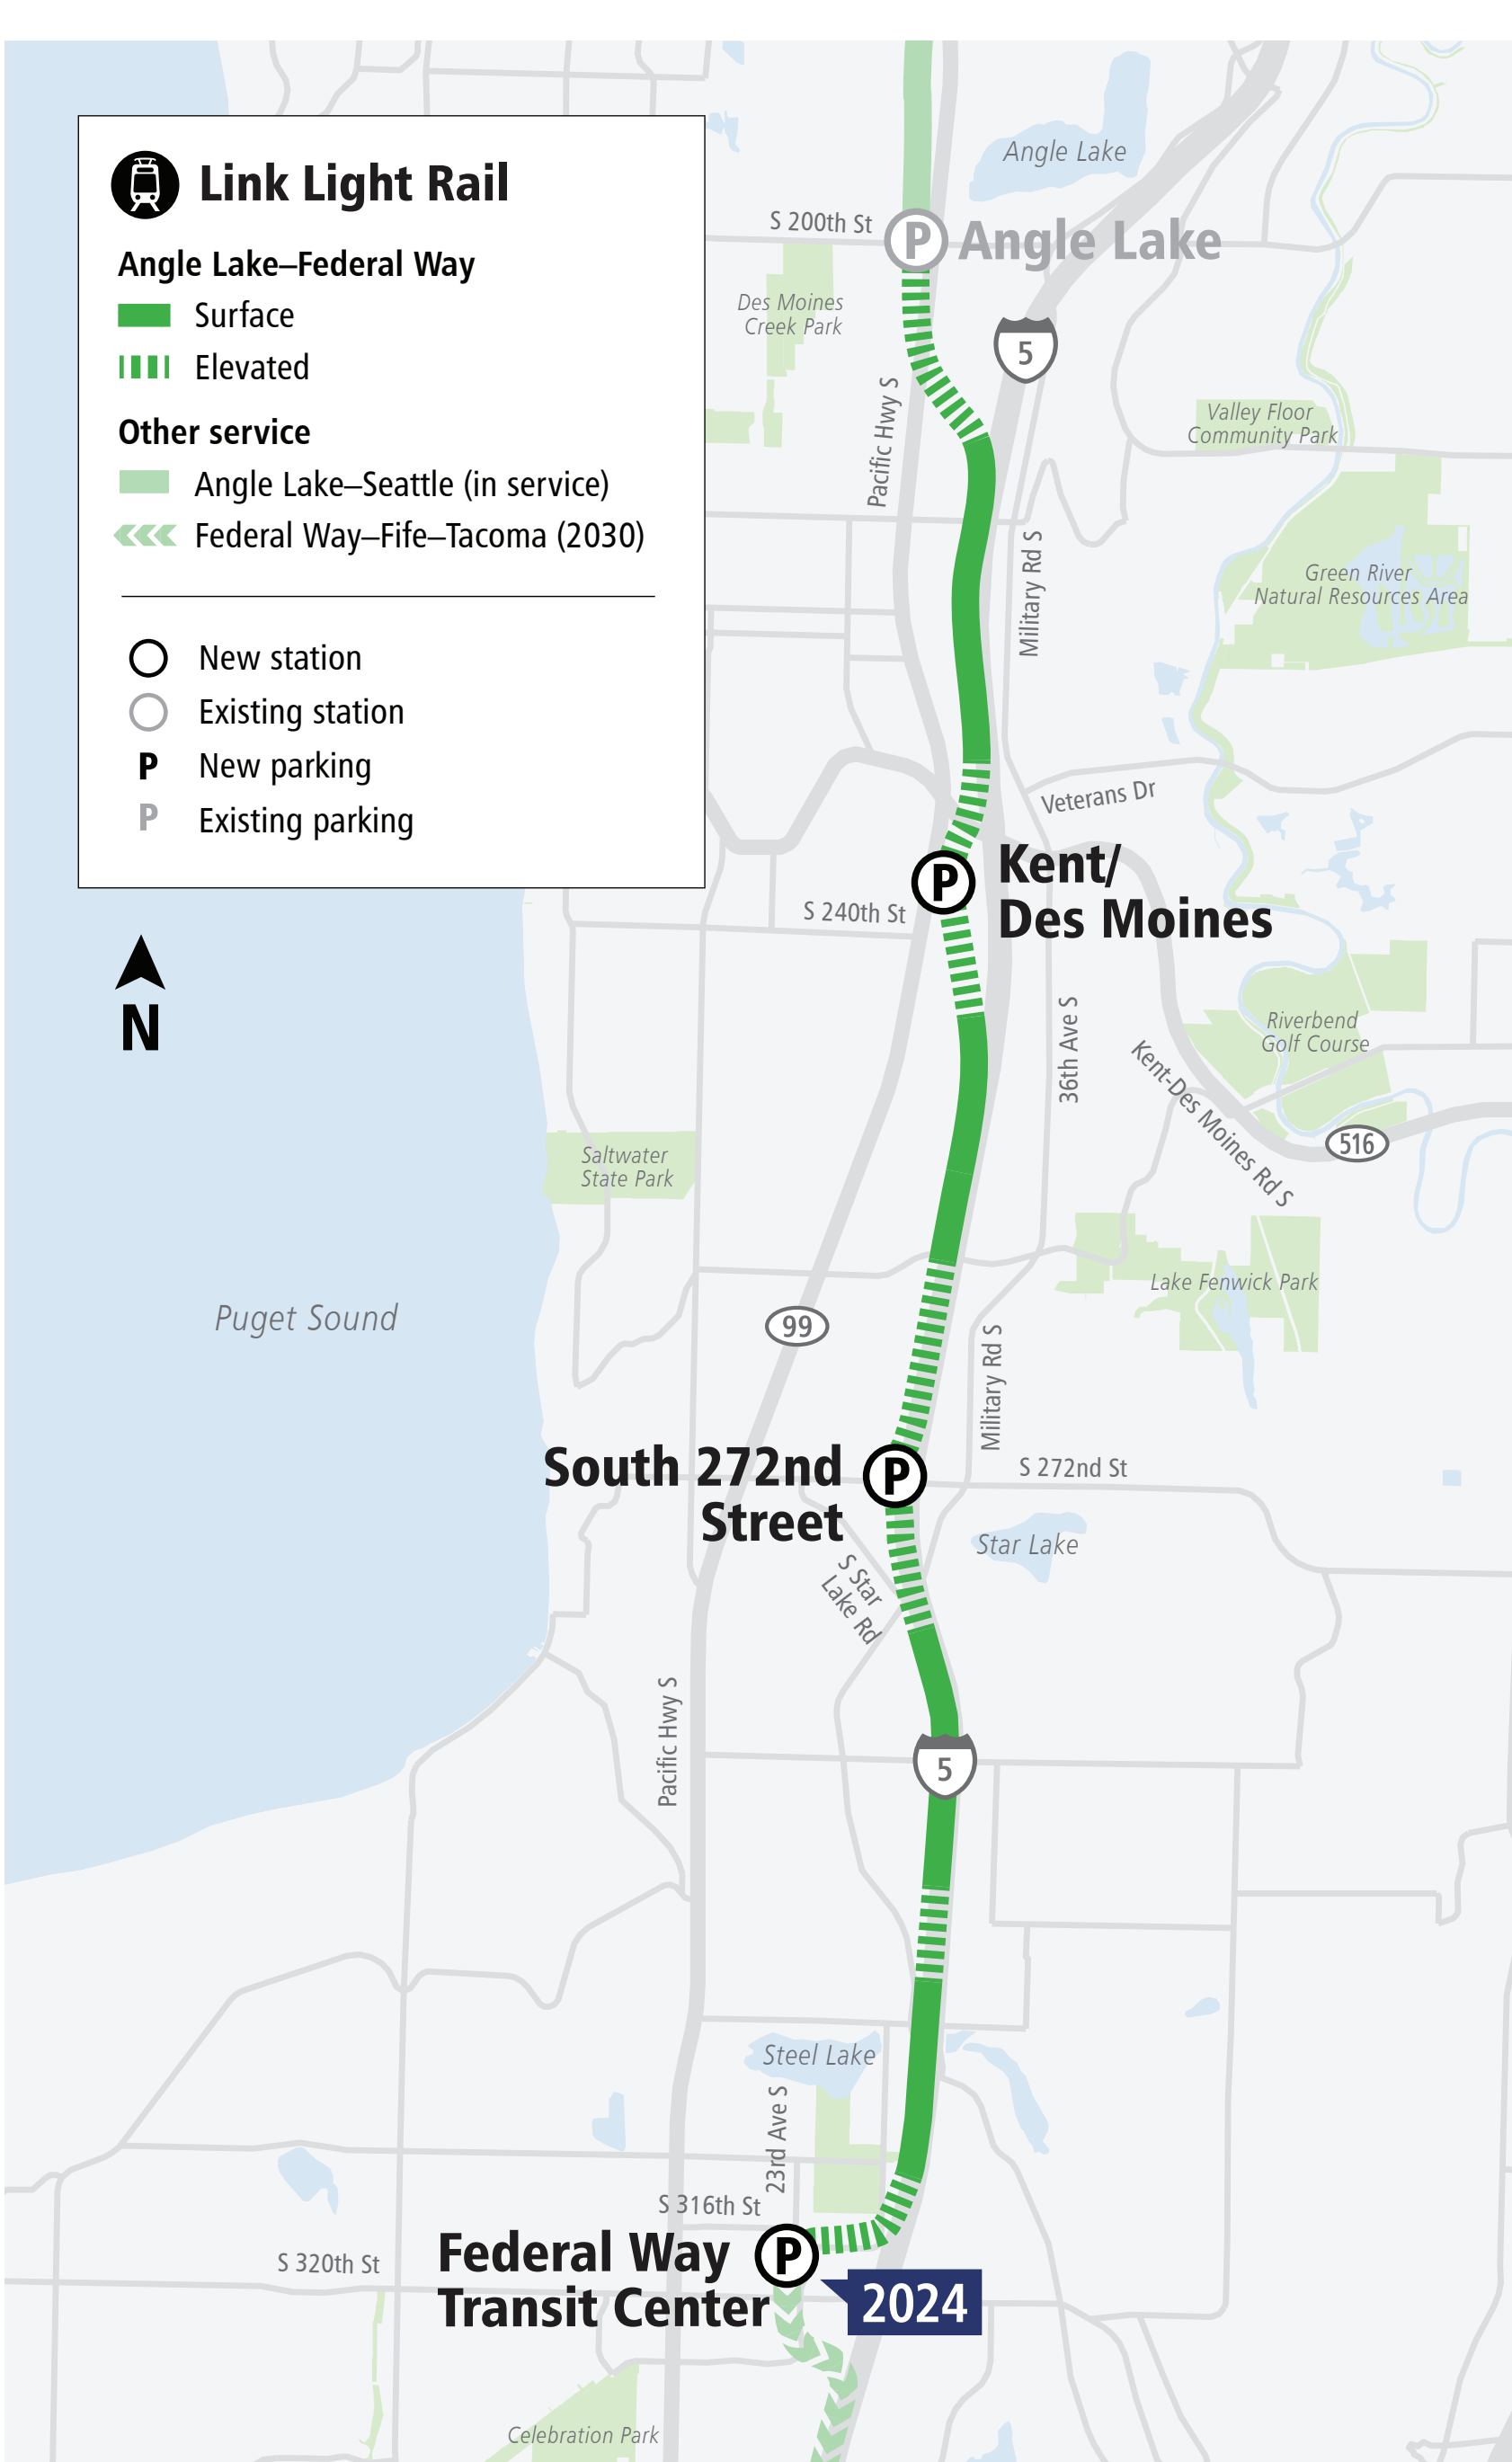 Link Light Rail
Angle Lake–Federal Way
Surface
Elevated
Other service
Angle Lake–Seattle (in service)
Federal Way–Fife–Tacoma (2030)
New station
Existing station
P New parking
P Existing parking
N
Angle Lake
S 200th St
P Angle Lake
Des Moines
Creek Park
5
Pacific Hwy S
Valley Floor
Community Park
Military Rd S
Green River
Natural Resources Area
Veterans Dr
P
Kent/
Des Moines
S 240th St
36th Ave S
Riverbend
Golf Course
Kent-Des Moines Rd S
516
Saltwater
State Park
Lake Fenwick Park
Puget Sound
99
Military Rd S
South 272nd
Street
P
S 272nd St
Star Lake
S Star
Lake Rd
Pacific Hwy S
5
Steel Lake
23rd Ave S
S 316th St
Federal Way
Transit Center
P
S 320th St
2024
Celebration Park